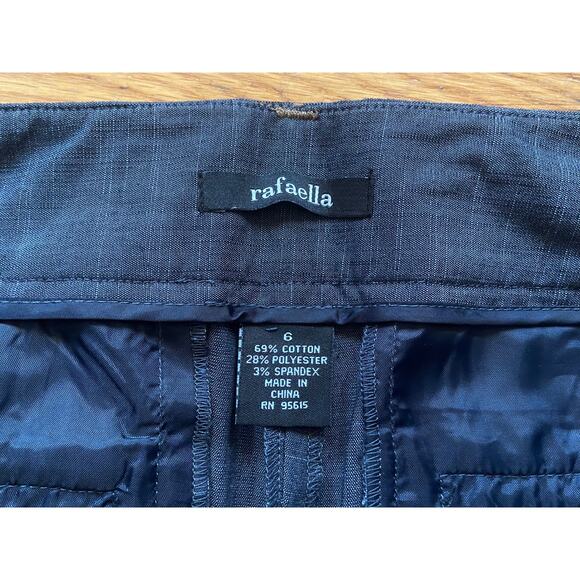 rafaella
6
69% COTTON
28% POLYESTER
3% SPANDEX
MADE IN
CHINA
RN 95615